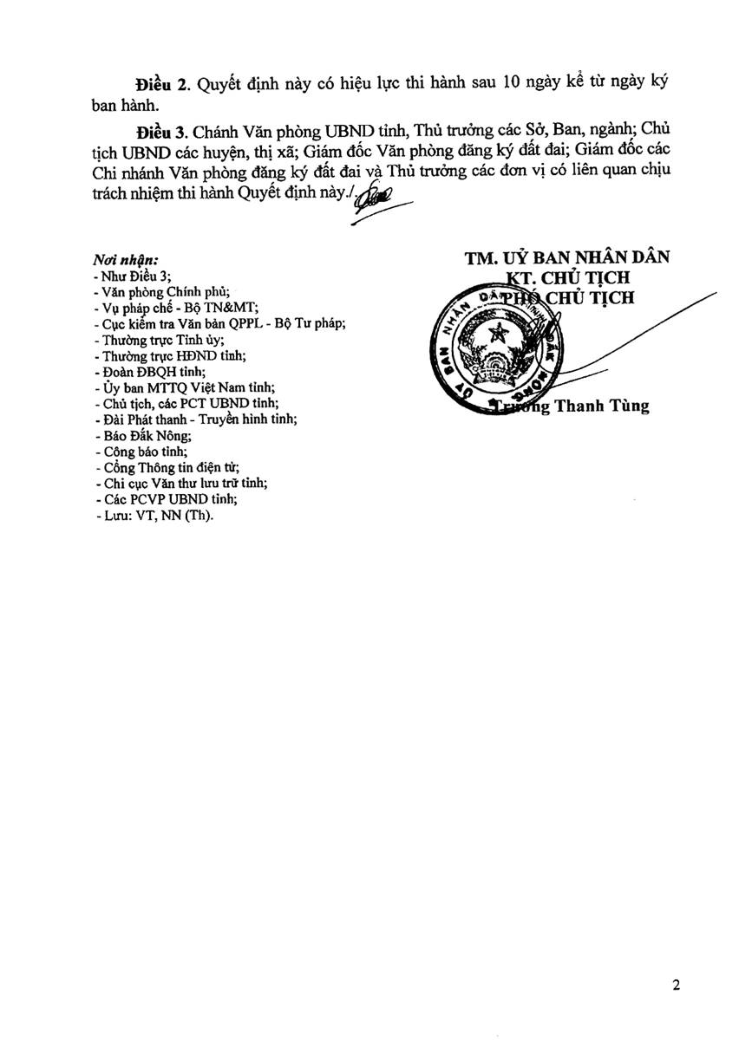 Điều 2. Quyết định này có hiệu lực thi hành sau 10 ngày kể từ ngày ký
ban hành.
Điều 3. Chánh Văn phòng UBND tỉnh, Thủ trưởng các Sở, Ban, ngành; Chủ
tịch UBND các huyện, thị xã; Giám đốc Văn phòng đăng ký đất đai; Giám đốc các
Chi nhánh Văn phòng đăng ký đất đai và Thủ trưởng các đơn vị có liên quan chịu
trách nhiệm thi hành Quyết định này./.
Nơi nhận:
- Như Điều 3;
- Văn phòng Chính phủ;
- Vụ pháp chế - Bộ TN&MT;
- Cục kiểm tra Văn bản QPPL - Bộ Tư pháp;
- Thường trực Tỉnh ủy;
- Thường trực HĐND tỉnh;
- Đoàn ĐBQH tỉnh;
- Ủy ban MTTQ Việt Nam tỉnh;
- Chủ tịch, các PCT UBND tỉnh;
- Đài Phát thanh - Truyền hình tỉnh;
- Báo Đắk Nông;
- Công báo tỉnh;
- Cổng Thông tin điện tử;
- Chi cục Văn thư lưu trữ tỉnh;
- Các PCVP UBND tỉnh;
- Lưu: VT, NN (Th).
TM. UỶ BAN NHÂN DÂN
KT. CHỦ TỊCH
PHÓ CHỦ TỊCH
ỦY BAN NHÂN DÂN TỈNH ĐẮK NÔNG
Trương Thanh Tùng
2